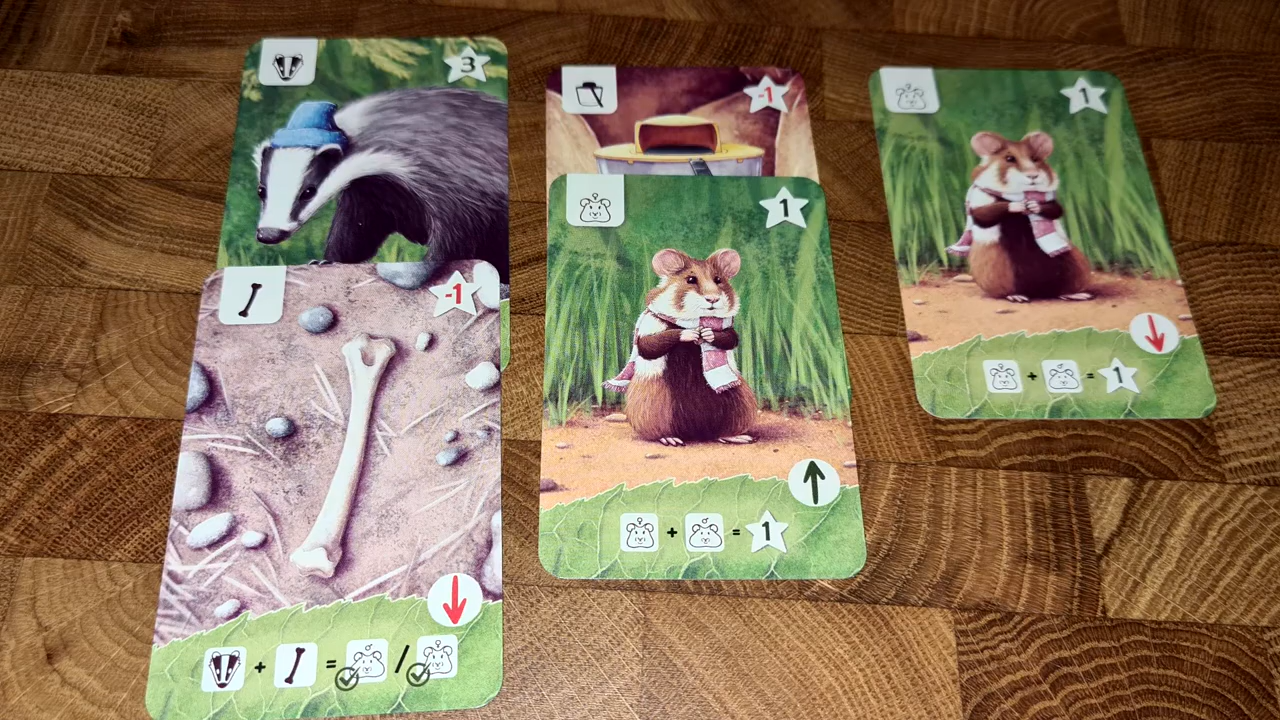 3
-1
+ = /
-1
1
+ = 1
1
+ = 1